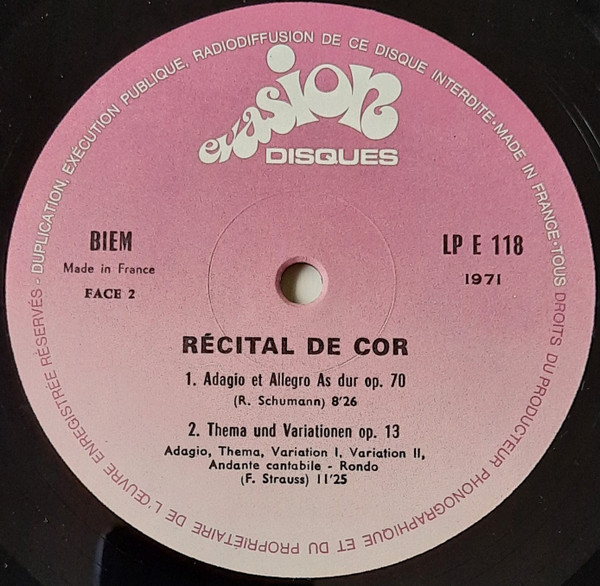 DUPLICATION, EXÉCUTION PUBLIQUE, RADIODIFFUSION DE CE DISQUE INTERDITE · MADE IN FRANCE · TOUS DROITS DU PRODUCTEUR PHONOGRAPHIQUE ET DU PROPRIÉTAIRE DE L'ŒUVRE ENREGISTRÉE RÉSERVÉS -
evasion
DISQUES
BIEM
Made in France
FACE 2
LP E 118
1971
RÉCITAL DE COR
1. Adagio et Allegro As dur op. 70
(R. Schumann) 8'26
2. Thema und Variationen op. 13
Adagio, Thema, Variation I, Variation II,
Andante cantabile - Rondo
(F. Strauss) 11'25